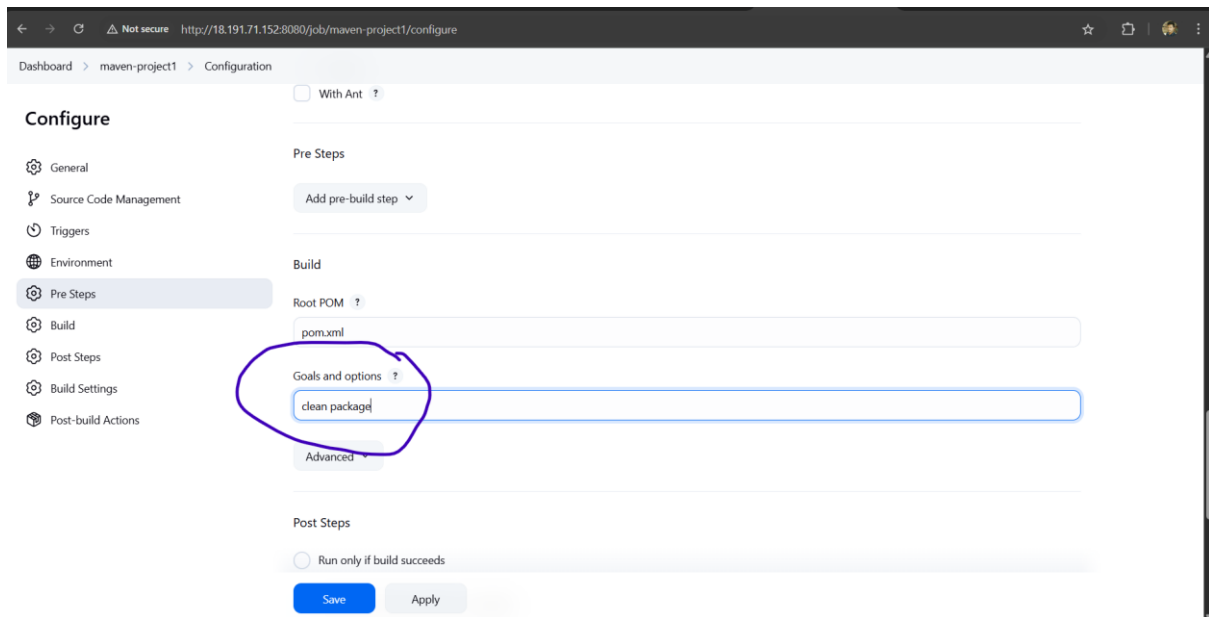 Not secure http://18.191.71.152:8080/job/maven-project1/configure
Dashboard > maven-project1 > Configuration
Configure
General
Source Code Management
Triggers
Environment
Pre Steps
Build
Post Steps
Build Settings
Post-build Actions
With Ant ?
Pre Steps
Add pre-build step
Build
Root POM ?
pom.xml
Goals and options ?
clean package
Advanced
Post Steps
Run only if build succeeds
Save Apply